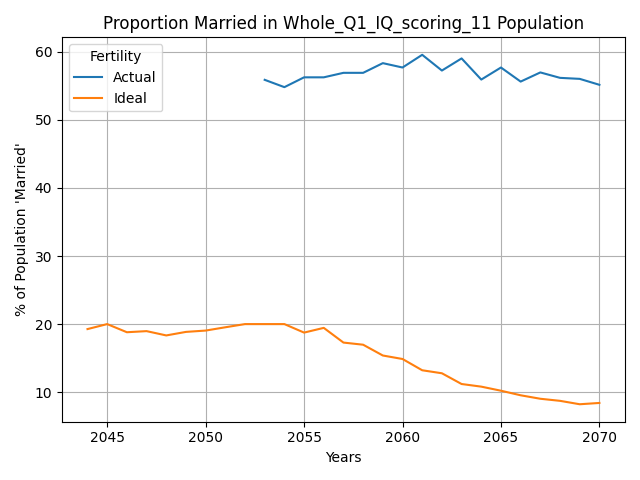 Proportion Married in Whole_Q1_IQ_scoring_11 Population
% of Population 'Married'
60
50
40
30
20
10
Fertility
Actual
Ideal
2045 2050 2055 2060 2065 2070
Years